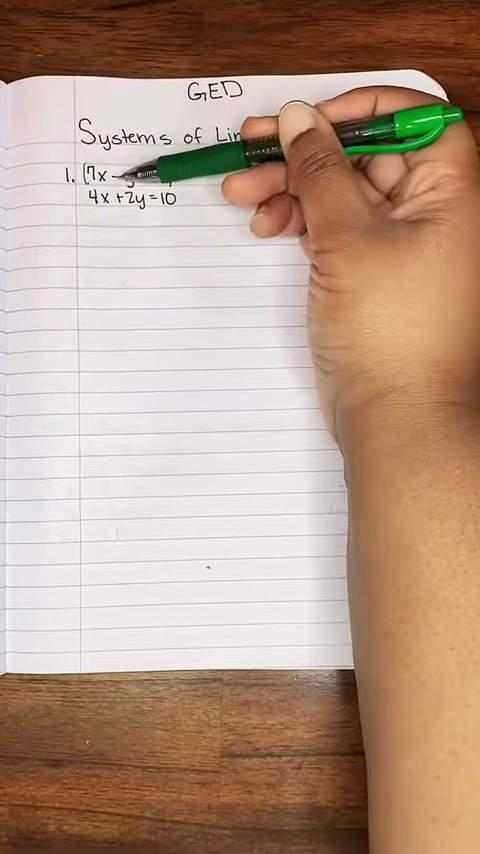 GED
Systems of Lin
1. (7x -
4x + 2y = 10